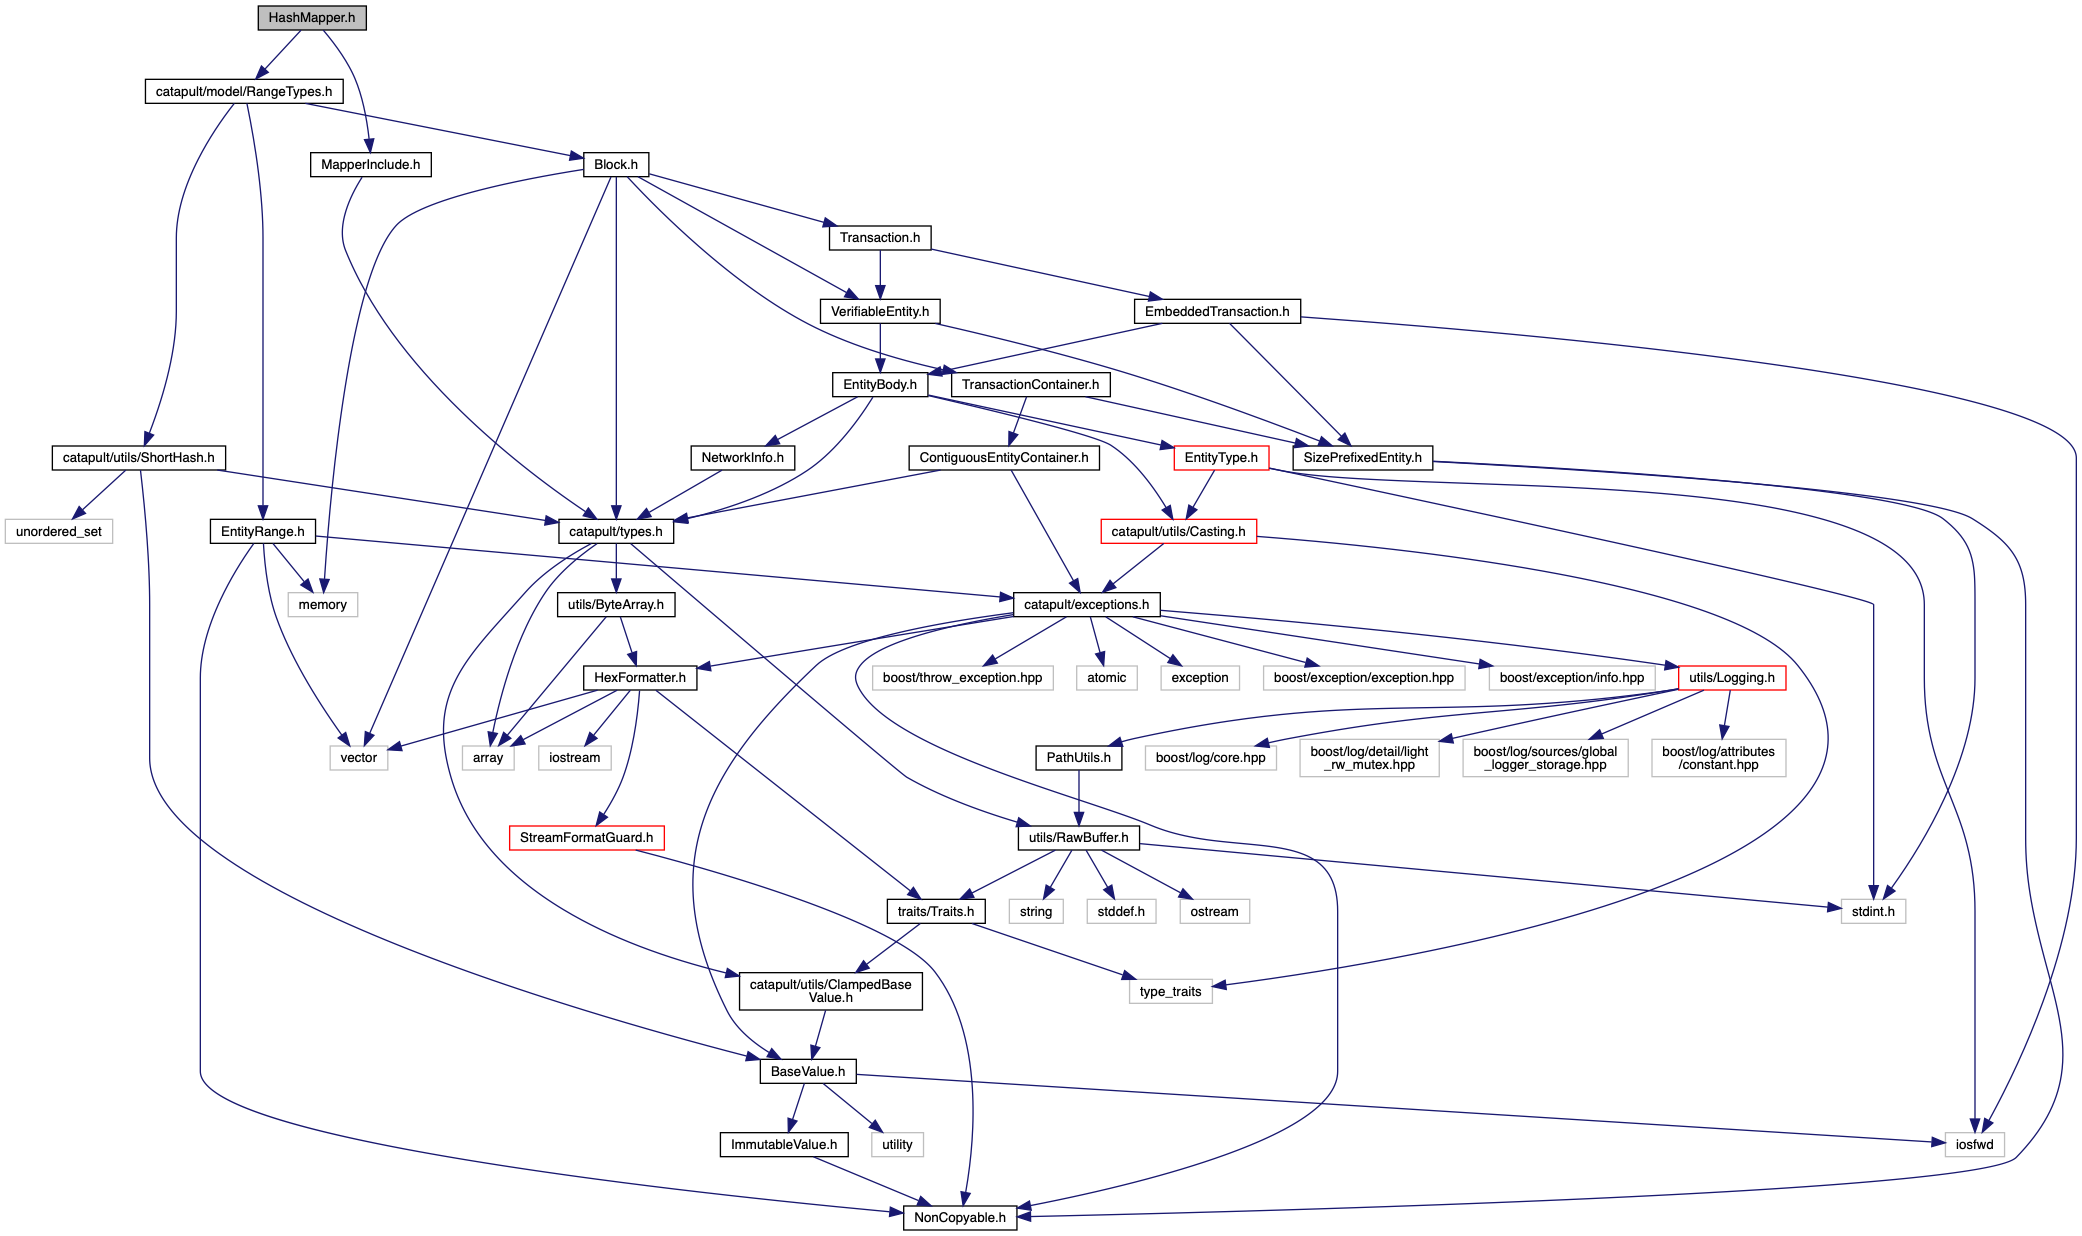 HashMapper.h
catapult/model/RangeTypes.h
MapperInclude.h
Block.h
Transaction.h
VerifiableEntity.h
EmbeddedTransaction.h
EntityBody.h
TransactionContainer.h
catapult/utils/ShortHash.h
NetworkInfo.h
ContiguousEntityContainer.h
EntityType.h
SizePrefixedEntity.h
unordered_set
EntityRange.h
catapult/types.h
catapult/utils/Casting.h
memory
utils/ByteArray.h
catapult/exceptions.h
HexFormatter.h
boost/throw_exception.hpp
atomic
exception
boost/exception/exception.hpp
boost/exception/info.hpp
utils/Logging.h
vector
array
iostream
PathUtils.h
boost/log/core.hpp
boost/log/detail/light
_rw_mutex.hpp
boost/log/sources/global
_logger_storage.hpp
boost/log/attributes
/constant.hpp
StreamFormatGuard.h
utils/RawBuffer.h
traits/Traits.h
string
stddef.h
ostream
stdint.h
catapult/utils/ClampedBase
Value.h
type_traits
BaseValue.h
ImmutableValue.h
utility
iosfwd
NonCopyable.h